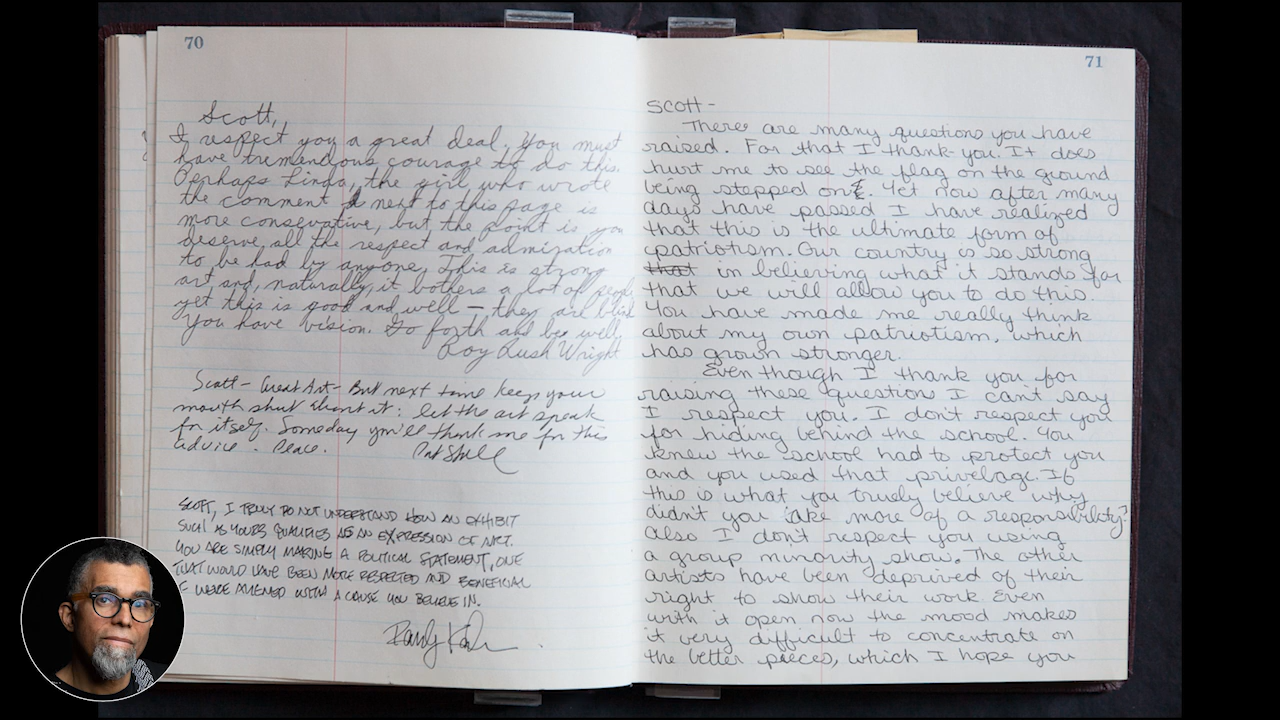 70
Scott,
I respect you a great deal. You must
have tremendous courage to do this.
Perhaps Linda, the girl who wrote
the comment next to this page is
more conservative, but the point is you
deserve all the respect and admiration
to be had by anyone. This is strong
art, and, naturally, it bothers a lot of people
yet this is good and well — they are blind
You have vision. Go forth and be well
Roy Rush Wright
Scott - Great Art - But next time keep your
mouth shut about it: let the art speak
for itself. Someday you'll thank me for this
advice. Peace.
SCOTT, I TRULY DO NOT UNDERSTAND HOW AN EXHIBIT
SUCH AS YOURS QUALIFIES AS AN EXPRESSION OF ART.
YOU ARE SIMPLY MAKING A POLITICAL STATEMENT, ONE
THAT WOULD HAVE BEEN MORE RESPECTED AND BENEFICIAL
IF WERE AMENED WITH A CAUSE YOU BELIEVE IN.
Randy
71
SCOTT -
There are many questions you have
raised. For that I thank you. It does
hurt me to see the flag on the ground
being stepped on. Yet now after many
days have passed I have realized
that this is the ultimate form of
patriotism. Our country is so strong
that in believing what it stands for
that we will allow you to do this.
You have made me really think
about my own patriotism, which
has grown stronger.
Even though I thank you for
raising these questions I can't say
I respect you. I don't respect you
for hiding behind the school. You
knew the school had to protect you
and you used that privelage. If
this is what you truely believe why
didn't you take more of a responsibility?
Also I don't respect you using
a group minority show. The other
artists have been deprived of their
right to show their work. Even
with it open now the mood makes
it very difficult to concentrate on
the better pieces, which I hope you